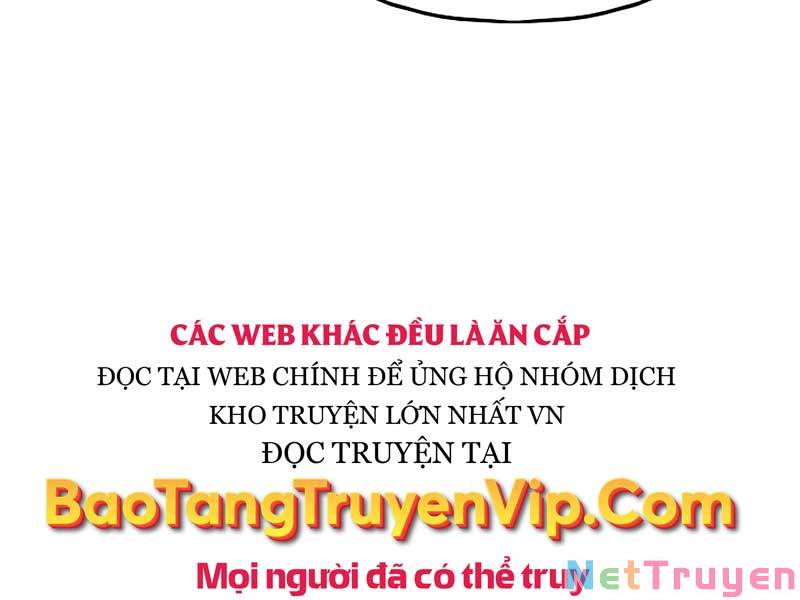 CÁC WEB KHÁC ĐỀU LÀ ĂN CẮP
ĐỌC TẠI WEB CHÍNH ĐỂ ỦNG HỘ NHÓM DỊCH
KHO TRUYỆN LỚN NHẤT VN
ĐỌC TRUYỆN TẠI
BaoTangTruyenVip.Com
Mọi người đã có thể truy
NetTruyen